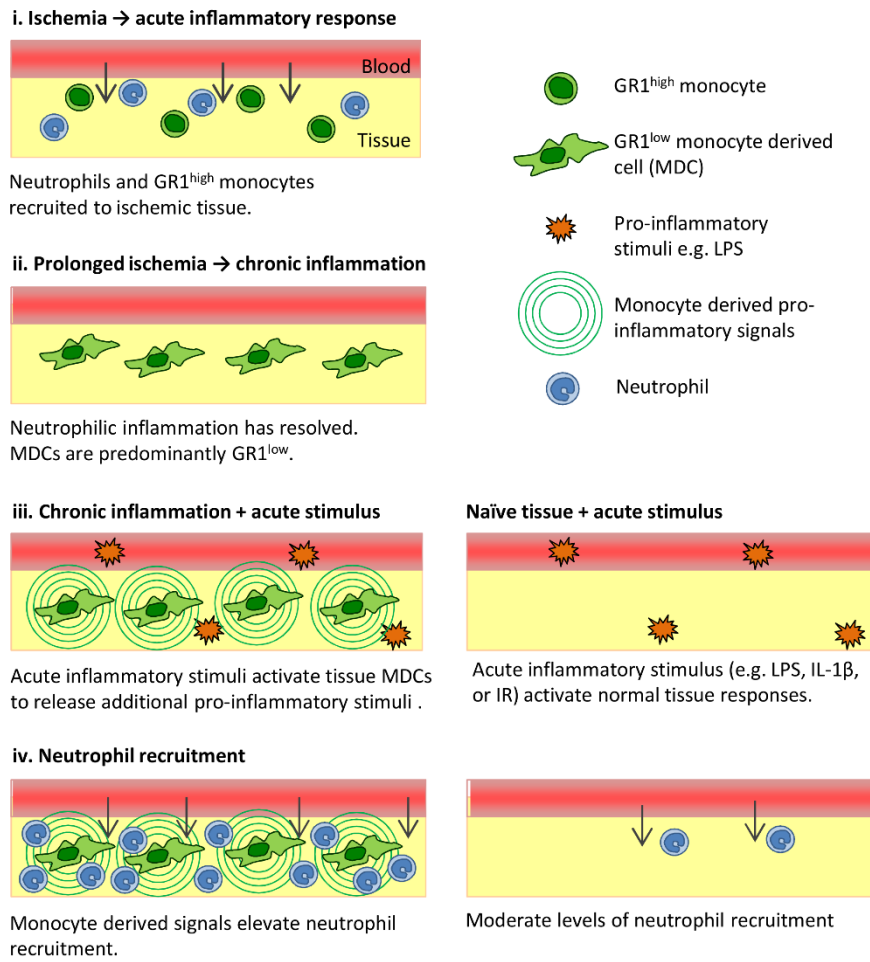 i. Ischemia → acute inflammatory response
Blood
Tissue
Neutrophils and GR1high monocytes
recruited to ischemic tissue.
GR1high monocyte
GR1low monocyte derived
cell (MDC)
Pro-inflammatory
stimuli e.g. LPS
Monocyte derived pro-
inflammatory signals
Neutrophil
ii. Prolonged ischemia → chronic inflammation
Neutrophilic inflammation has resolved.
MDCs are predominantly GR1low.
iii. Chronic inflammation + acute stimulus
Acute inflammatory stimuli activate tissue MDCs
to release additional pro-inflammatory stimuli .
Naïve tissue + acute stimulus
Acute inflammatory stimulus (e.g. LPS, IL-1β,
or IR) activate normal tissue responses.
iv. Neutrophil recruitment
Monocyte derived signals elevate neutrophil
recruitment.
Moderate levels of neutrophil recruitment